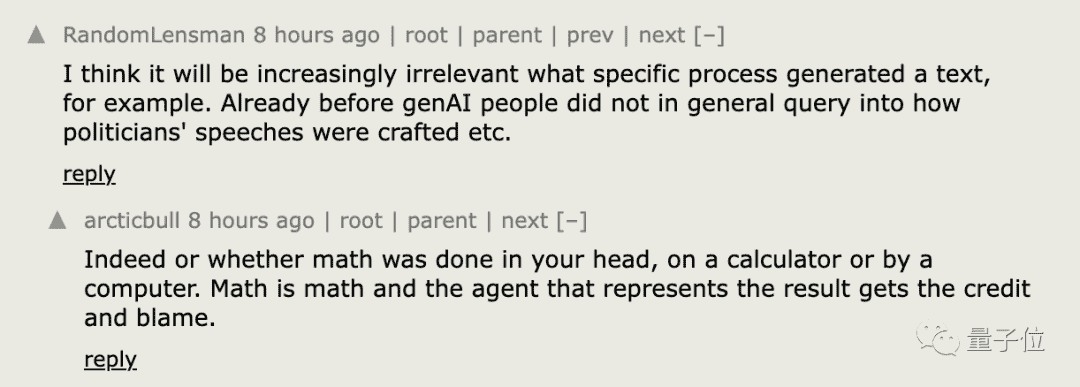 ▲ RandomLensman 8 hours ago | root | parent | prev | next [–]
I think it will be increasingly irrelevant what specific process generated a text,
for example. Already before genAI people did not in general query into how
politicians' speeches were crafted etc.
reply
▲ arcticbull 8 hours ago | root | parent | next [–]
Indeed or whether math was done in your head, on a calculator or by a
computer. Math is math and the agent that represents the result gets the credit
and blame.
量子位
reply